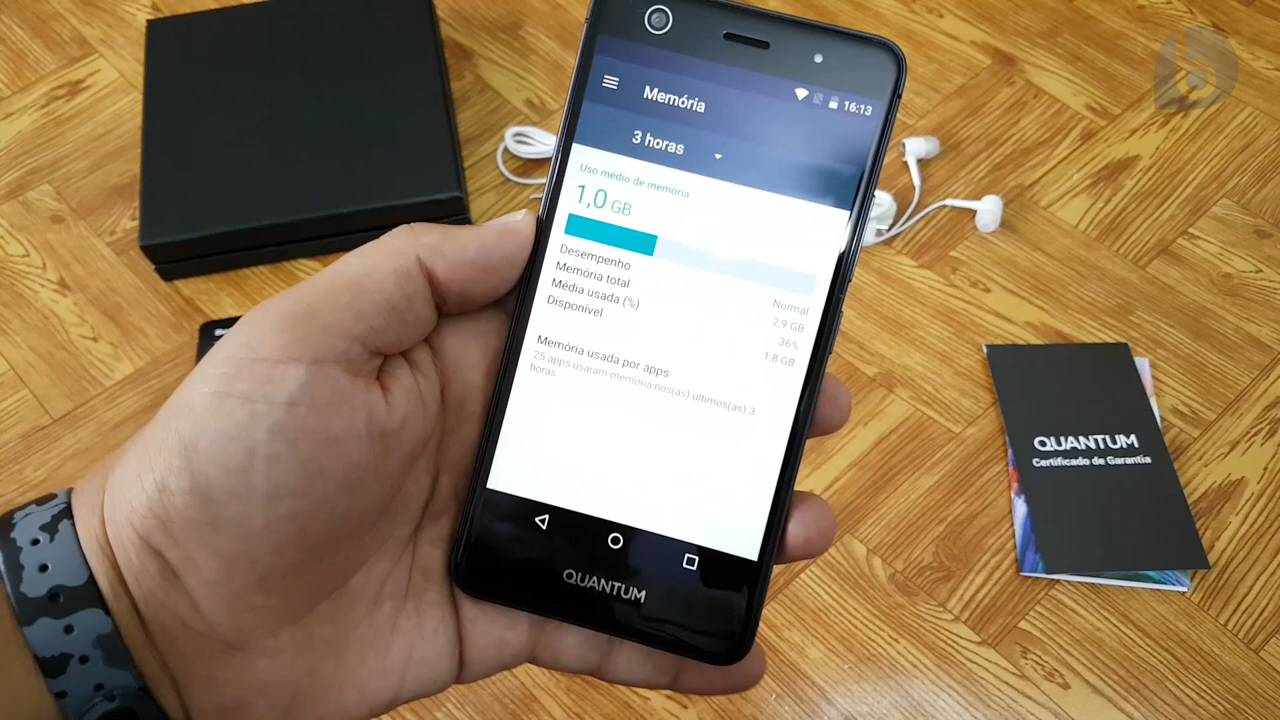 Memória
16:13
3 horas
Uso médio de memória
1,0 GB
Desempenho Normal
Memória total 2,9 GB
Média usada (%) 36%
Disponível 1,8 GB
Memória usada por apps
25 apps usaram memória nos(as) últimos(as) 3
horas
QUANTUM
QUANTUM
Certificado de Garantia
b